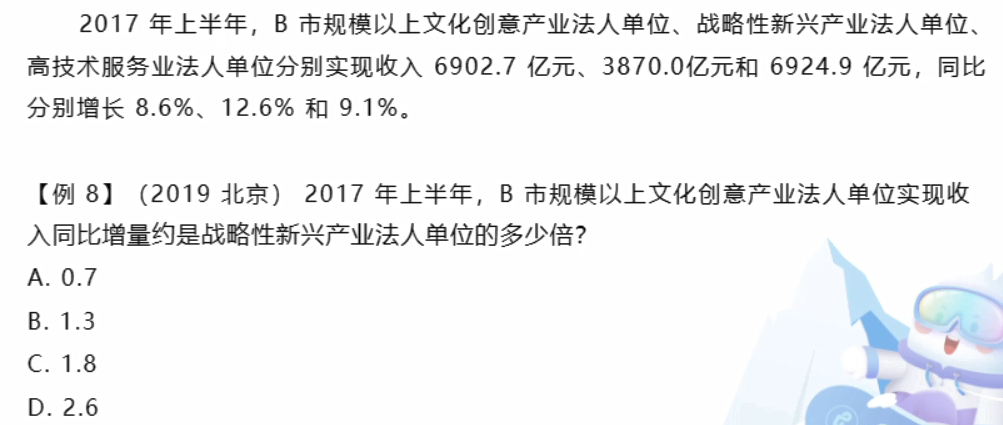 2017 年上半年，B 市规模以上文化创意产业法人单位、战略性新兴产业法人单位、
高技术服务业法人单位分别实现收入 6902.7 亿元、3870.0亿元和 6924.9 亿元，同比
分别增长 8.6%、12.6% 和 9.1%。
【例 8】（2019 北京） 2017 年上半年，B 市规模以上文化创意产业法人单位实现收
入同比增量约是战略性新兴产业法人单位的多少倍？
A. 0.7
B. 1.3
C. 1.8
D. 2.6